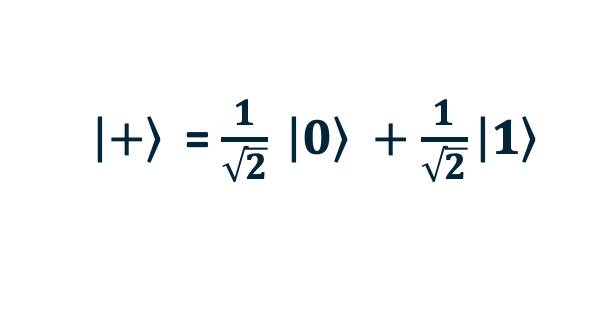 |+⟩ = 1/√2 |0⟩ + 1/√2 |1⟩